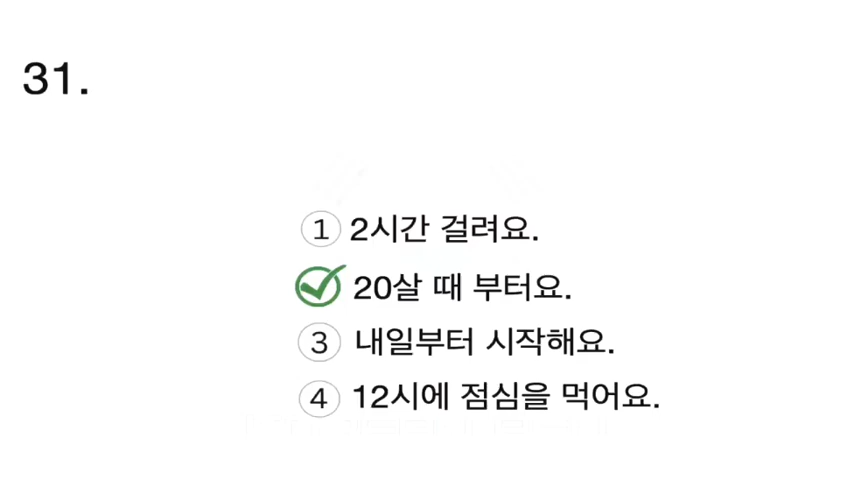 31.
① 2시간 걸려요.
20살 때 부터요.
③ 내일부터 시작해요.
④ 12시에 점심을 먹어요.